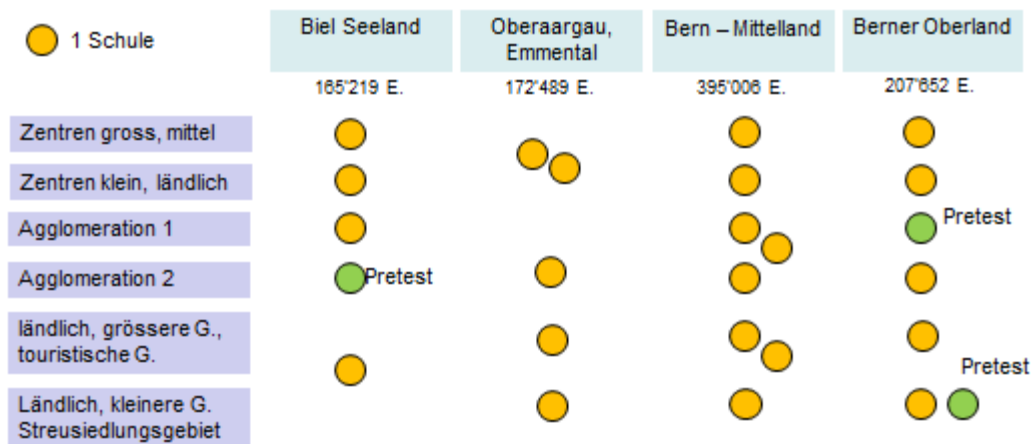 1 Schule
Biel Seeland
Oberaargau,
Emmental
Bern – Mittelland
Berner Oberland
165'219 E.
172'489 E.
395'006 E.
207'652 E.
Zentren gross, mittel
Zentren klein, ländlich
Agglomeration 1
Pretest
Agglomeration 2
Pretest
ländlich, grössere G.,
touristische G.
Pretest
Ländlich, kleinere G.
Streusiedlungsgebiet